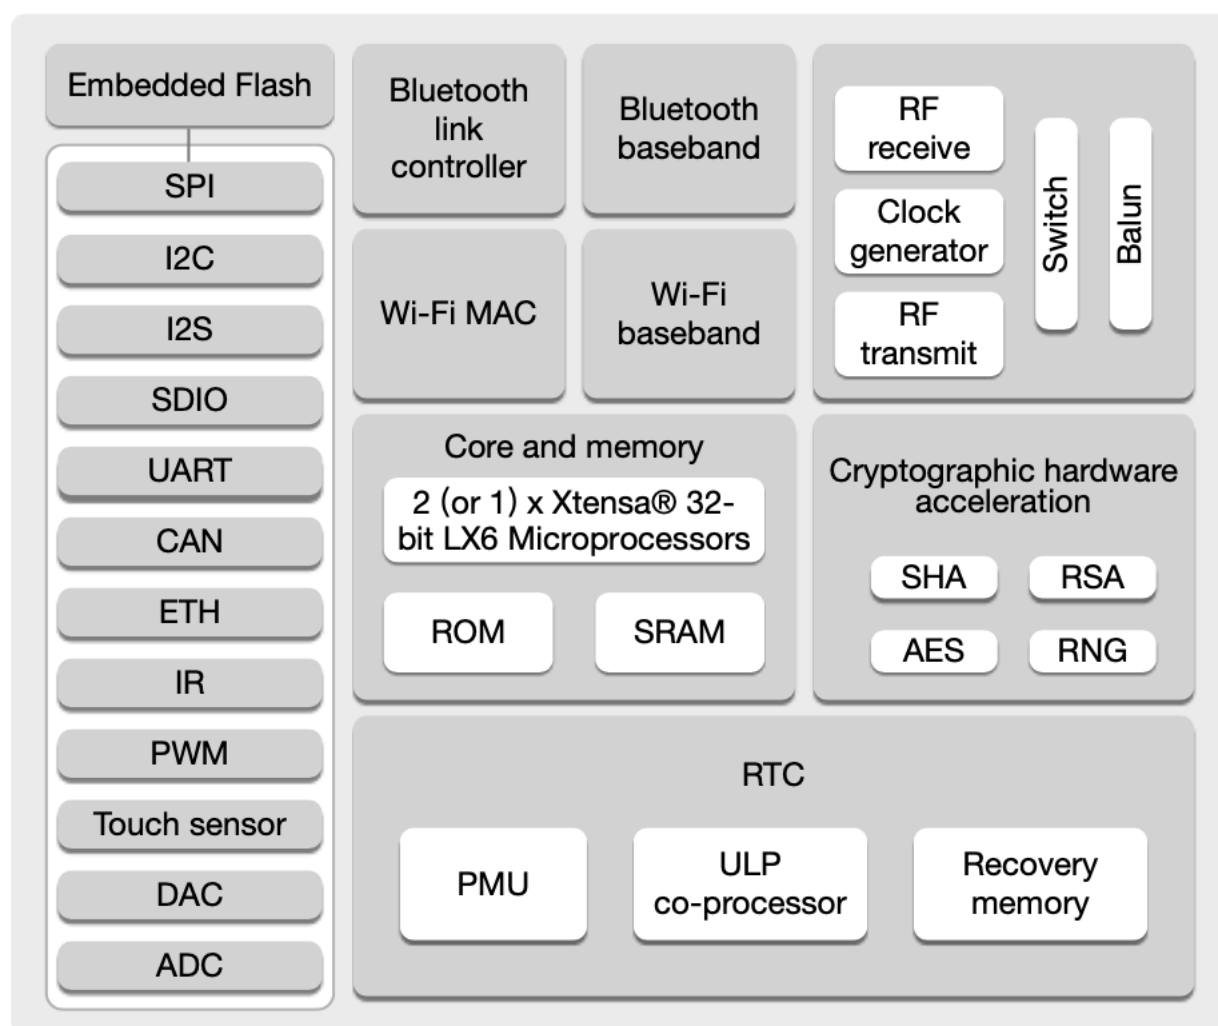 Embedded Flash
SPI
I2C
I2S
SDIO
UART
CAN
ETH
IR
PWM
Touch sensor
DAC
ADC
Bluetooth
link
controller
Bluetooth
baseband
Wi-Fi MAC
Wi-Fi
baseband
RF
receive
Clock
generator
RF
transmit
Switch
Balun
Core and memory
2 (or 1) x Xtensa® 32-
bit LX6 Microprocessors
ROM
SRAM
Cryptographic hardware
acceleration
SHA
RSA
AES
RNG
RTC
PMU
ULP
co-processor
Recovery
memory